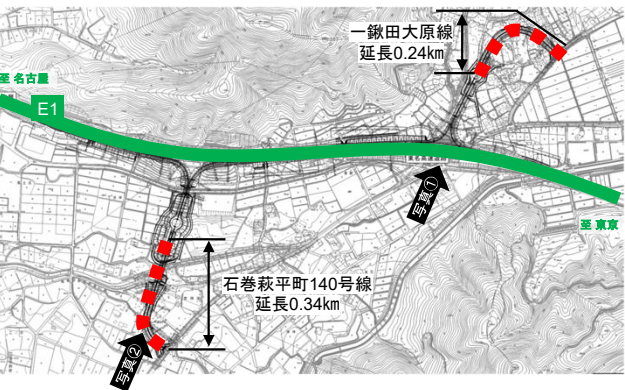 一鍬田大原線
延長0.24km
至 名古屋
E1
写真①
至 東京
石巻萩平町140号線
延長0.34km
写真②